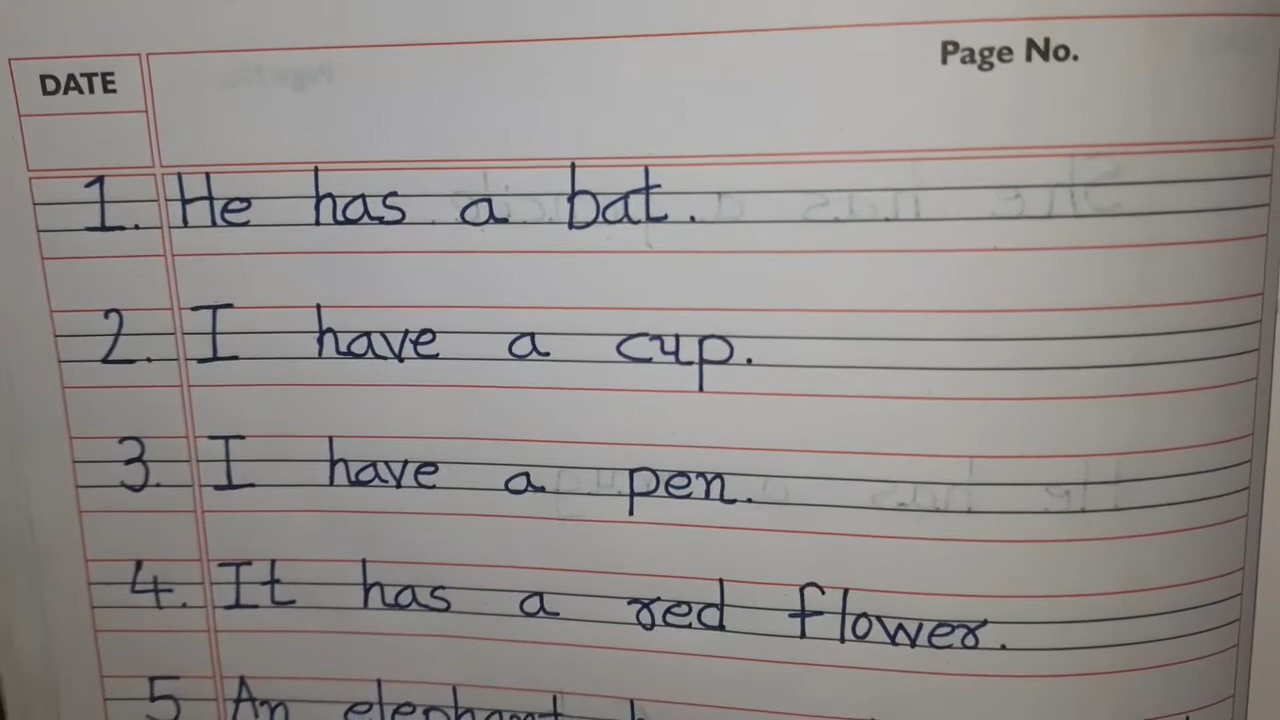 DATE
Page No.
1. He has a bat.
2. I have a cup.
3. I have a pen.
4. It has a red flower.
5 An elephant